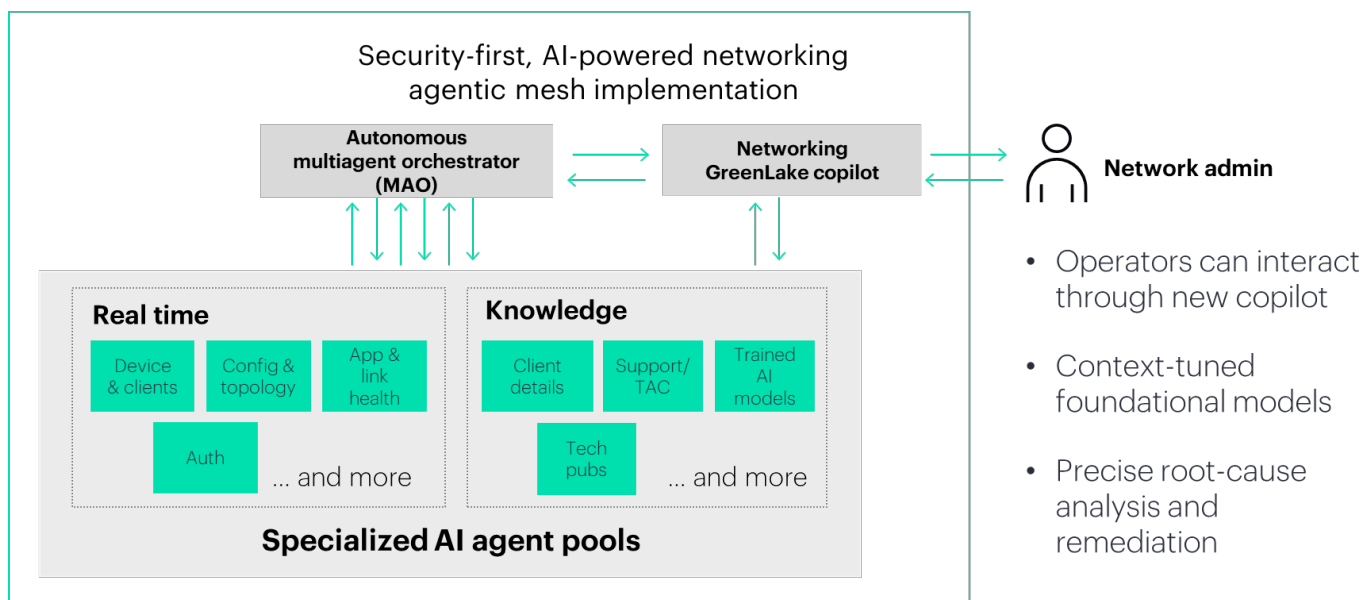 Security-first, AI-powered networking
agentic mesh implementation
Autonomous
multiagent orchestrator
(MAO)
Networking
GreenLake copilot
Network admin
Real time
Device
& clients
Config &
topology
App &
link
health
Auth
... and more
Knowledge
Client
details
Support/
TAC
Trained
AI
models
Tech
pubs
... and more
Specialized AI agent pools
• Operators can interact
through new copilot
• Context-tuned
foundational models
• Precise root-cause
analysis and
remediation